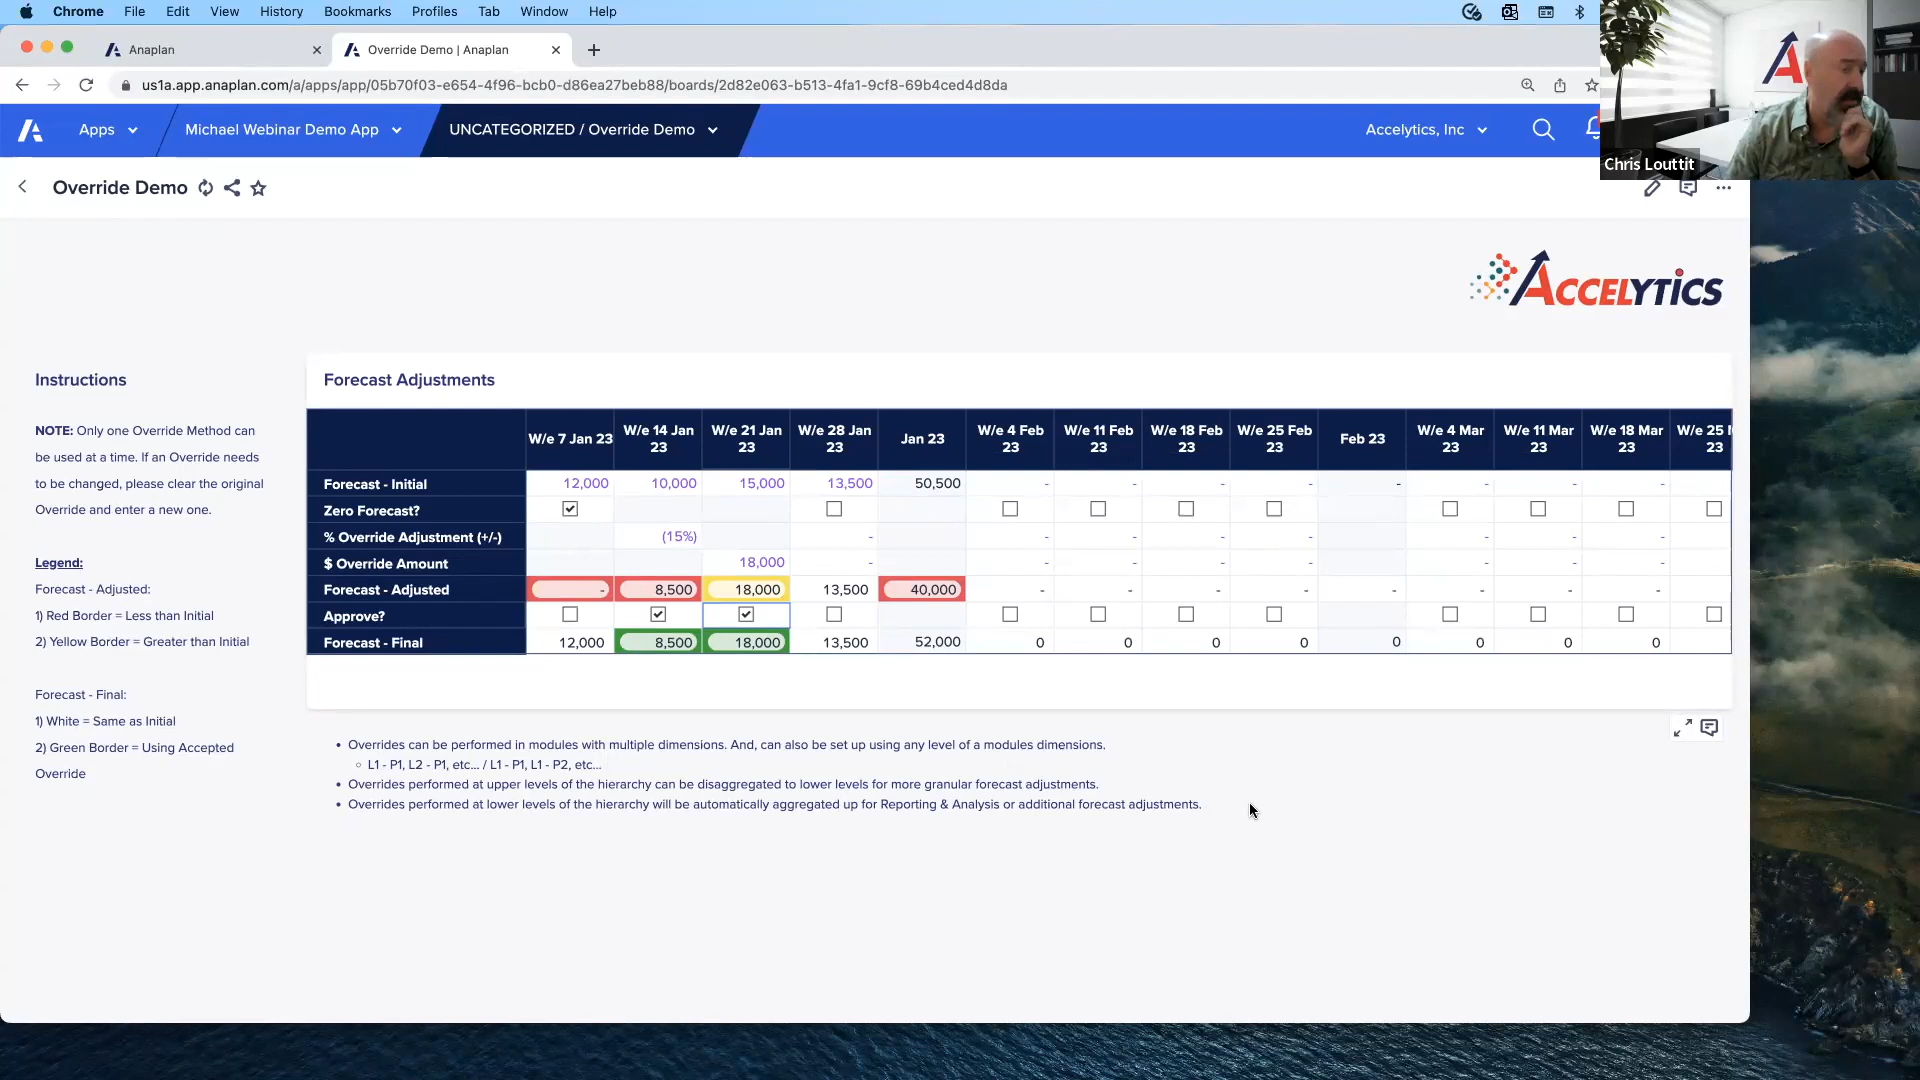 Chrome File Edit View History Bookmarks Profiles Tab Window Help
Anaplan
Override Demo | Anaplan
us1a.app.anaplan.com/a/apps/app/05b70f03-e654-4f96-bcb0-d86ea27beb88/boards/2d82e063-b513-4fa1-9cf8-69b4ced4d8da
Apps Michael Webinar Demo App UNCATEGORIZED / Override Demo Accelytics, Inc
Chris Louttit
Override Demo
ACCELYTICS
Instructions
NOTE: Only one Override Method can
be used at a time. If an Override needs
to be changed, please clear the original
Override and enter a new one.
Legend:
Forecast - Adjusted:
1) Red Border = Less than Initial
2) Yellow Border = Greater than Initial
Forecast - Final:
1) White = Same as Initial
2) Green Border = Using Accepted
Override
Forecast Adjustments
W/e 7 Jan 23 W/e 14 Jan 23 W/e 21 Jan 23 W/e 28 Jan 23 Jan 23 W/e 4 Feb 23 W/e 11 Feb 23 W/e 18 Feb 23 W/e 25 Feb 23 Feb 23 W/e 4 Mar 23 W/e 11 Mar 23 W/e 18 Mar 23 W/e 25 23
Forecast - Initial 12,000 10,000 15,000 13,500 50,500 - - - - - - - -
Zero Forecast?
% Override Adjustment (+/-) (15%) - - - - - - - -
$ Override Amount 18,000 - - - - - - - -
Forecast - Adjusted - 8,500 18,000 13,500 40,000 - - - - - - - -
Approve?
Forecast - Final 12,000 8,500 18,000 13,500 52,000 0 0 0 0 0 0 0 0
• Overrides can be performed in modules with multiple dimensions. And, can also be set up using any level of a modules dimensions.
○ L1 - P1, L2 - P1, etc... / L1 - P1, L1 - P2, etc...
• Overrides performed at upper levels of the hierarchy can be disaggregated to lower levels for more granular forecast adjustments.
• Overrides performed at lower levels of the hierarchy will be automatically aggregated up for Reporting & Analysis or additional forecast adjustments.